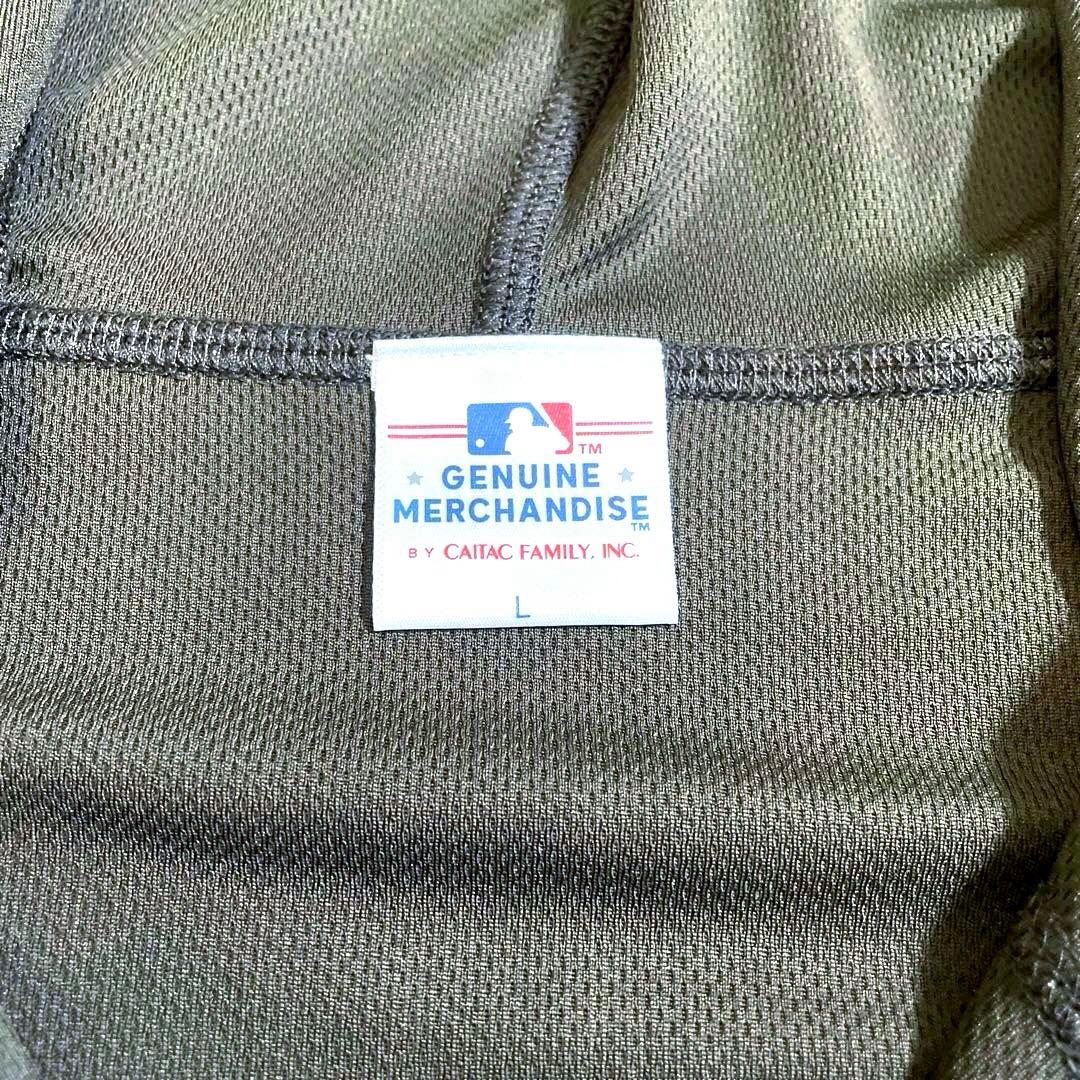 TM
GENUINE
MERCHANDISE
TM
BY CAITAC FAMILY, INC.
L